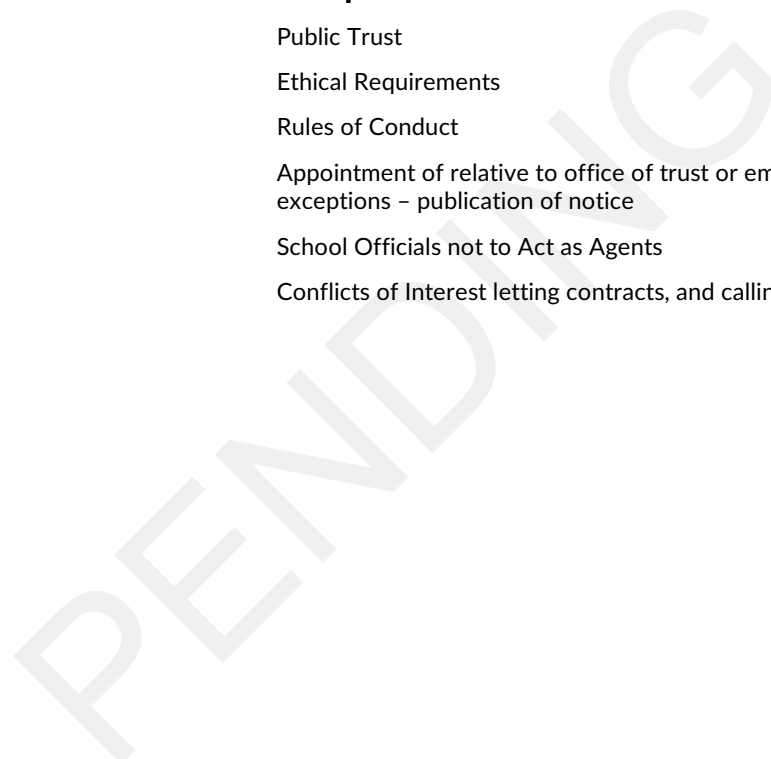 Public Trust
Ethical Requirements
Rules of Conduct
Appointment of relative to office of trust or
exceptions – publication of notice
School Officials not to Act as Agents
Conflicts of Interest letting contracts, and
PENDING